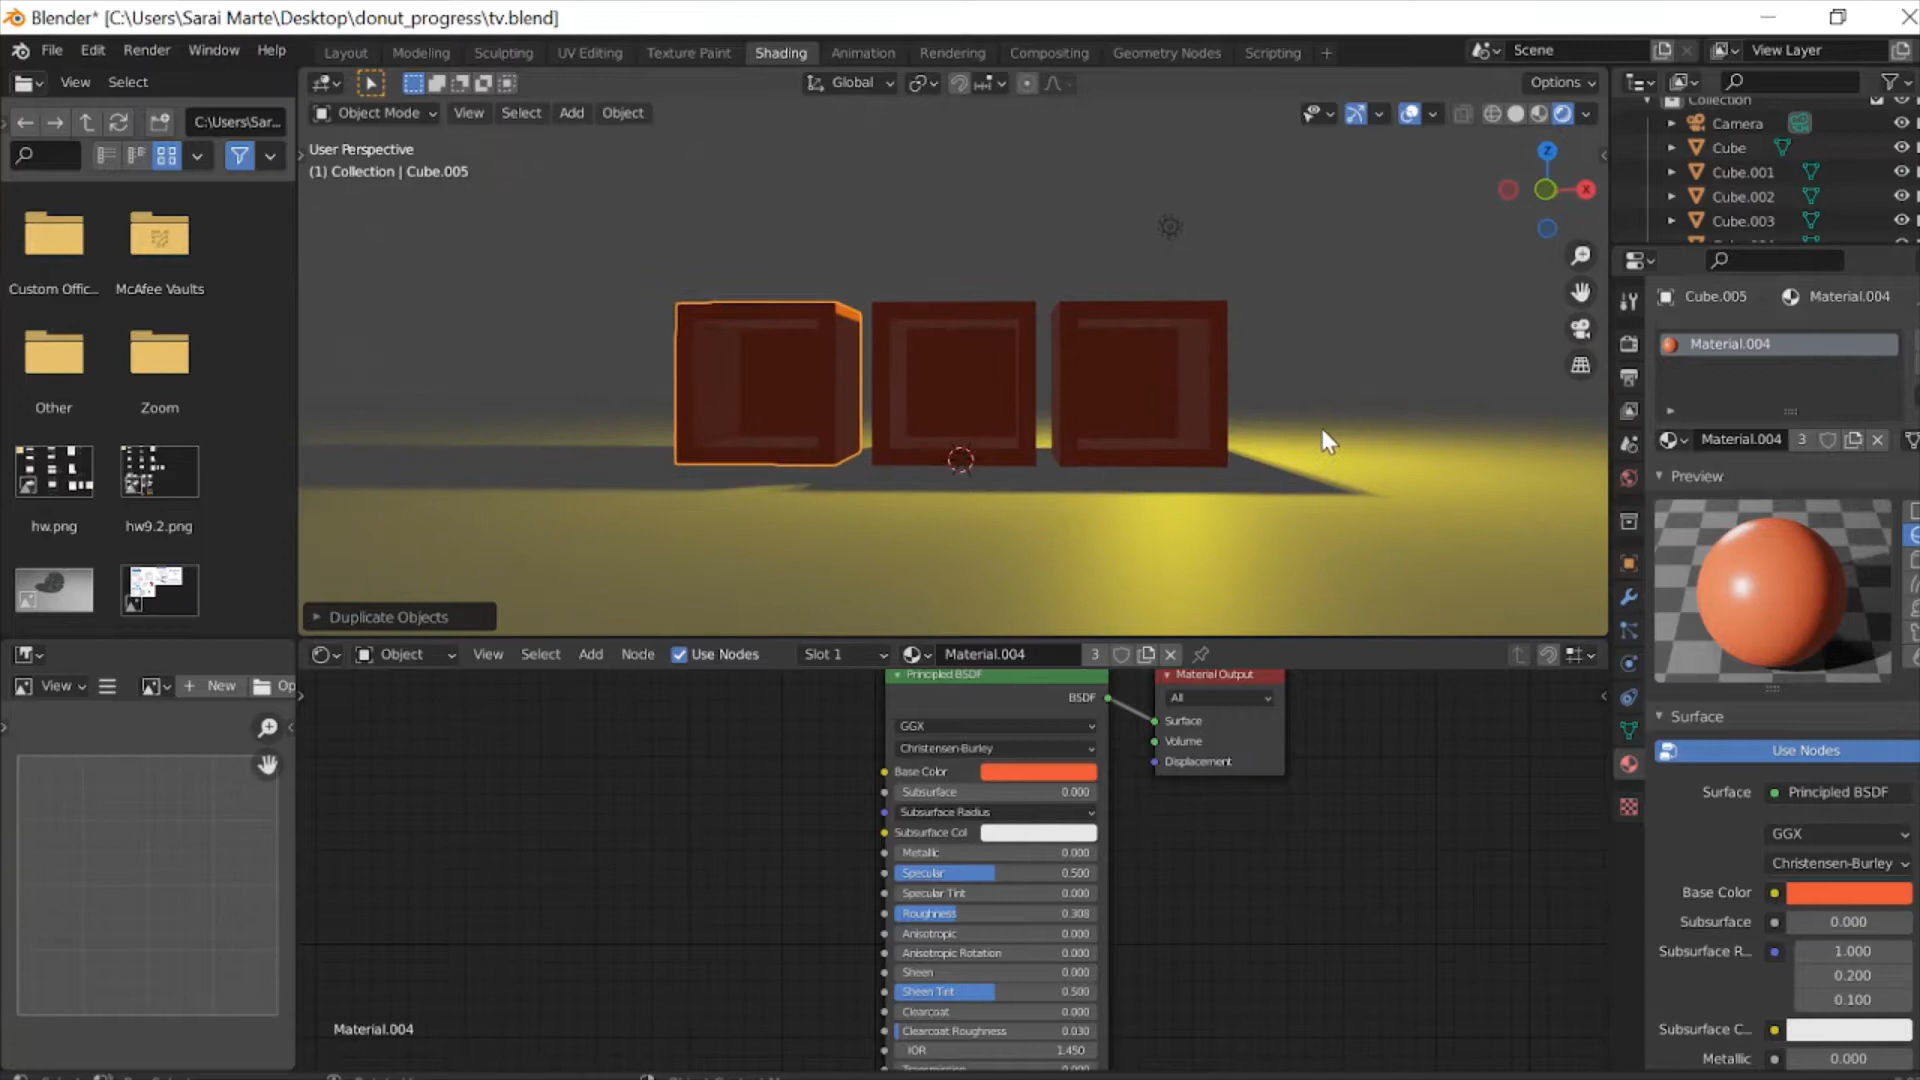 Blender* [C:\Users\Sarai Marte\Desktop\donut_progress\tv.blend]
File Edit Render Window Help
Layout Modeling Sculpting UV Editing Texture Paint Shading Animation Rendering Compositing Geometry Nodes Scripting +
Scene
View Layer
View Select
Global
Options
C:\Users\Sar...
Object Mode View Select Add Object
User Perspective
(1) Collection | Cube.005
Z
X
Collection
Camera
Cube
Cube.001
Cube.002
Cube.003
Custom Offic...
McAfee Vaults
Other
Zoom
hw.png
hw9.2.png
Duplicate Objects
Cube.005
Material.004
Material.004
Material.004
3
Preview
Object View Select Add Node Use Nodes Slot 1 Material.004 3
View
New
Op
Principled BSDF
BSDF
GGX
Christensen-Burley
Base Color
Subsurface 0.000
Subsurface Radius
Subsurface Col
Metallic 0.000
Specular 0.500
Specular Tint 0.000
Roughness 0.308
Anisotropic 0.000
Anisotropic Rotation 0.000
Sheen 0.000
Sheen Tint 0.500
Clearcoat 0.000
Clearcoat Roughness 0.030
IOR 1.450
Material Output
All
Surface
Volume
Displacement
Material.004
Surface
Use Nodes
Surface Principled BSDF
GGX
Christensen-Burley
Base Color
Subsurface 0.000
Subsurface R... 1.000
0.200
0.100
Subsurface C...
Metallic 0.000